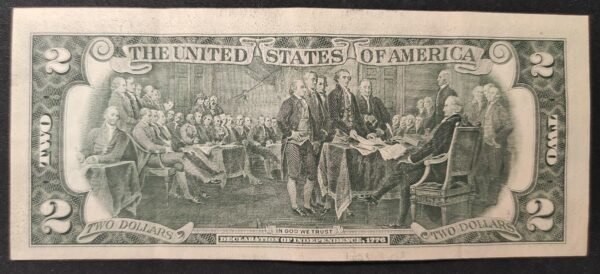 THE UNITED STATES OF AMERICA
2 2
TWO TWO
2 2
TWO DOLLARS TWO DOLLARS
IN GOD WE TRUST
DECLARATION OF INDEPENDENCE, 1776